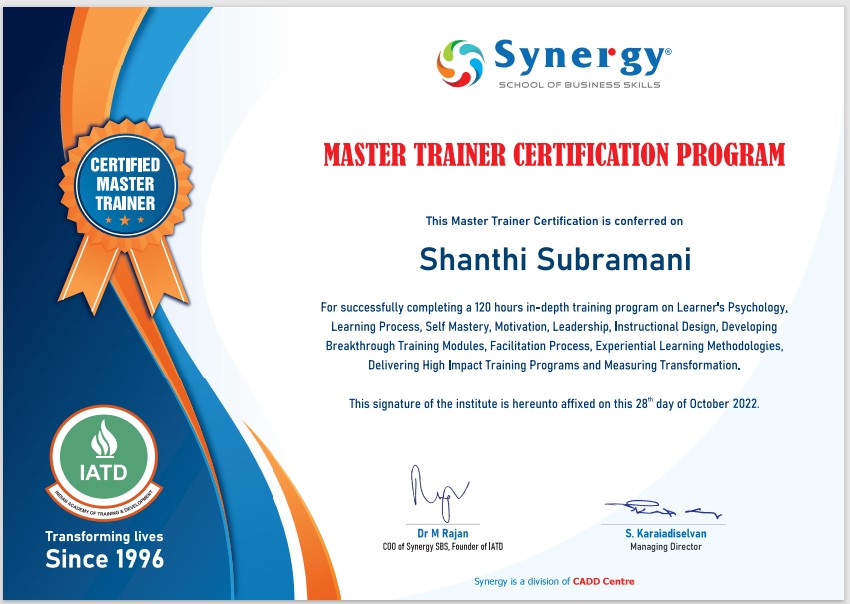 Synergy®
SCHOOL OF BUSINESS SKILLS
MASTER TRAINER CERTIFICATION PROGRAM
CERTIFIED
MASTER
TRAINER
This Master Trainer Certification is conferred on
Shanthi Subramani
For successfully completing a 120 hours in-depth training program on Learner's Psychology,
Learning Process, Self Mastery, Motivation, Leadership, Instructional Design, Developing
Breakthrough Training Modules, Facilitation Process, Experiential Learning Methodologies,
Delivering High Impact Training Programs and Measuring Transformation.
This signature of the institute is hereunto affixed on this 28th day of October 2022.
IATD
INDIAN ACADEMY OF TRAINING & DEVELOPMENT
Transforming lives
Since 1996
Dr M Rajan
COO of Synergy SBS, Founder of IATD
S. Karaiadiselvan
Managing Director
Synergy is a division of CADD Centre